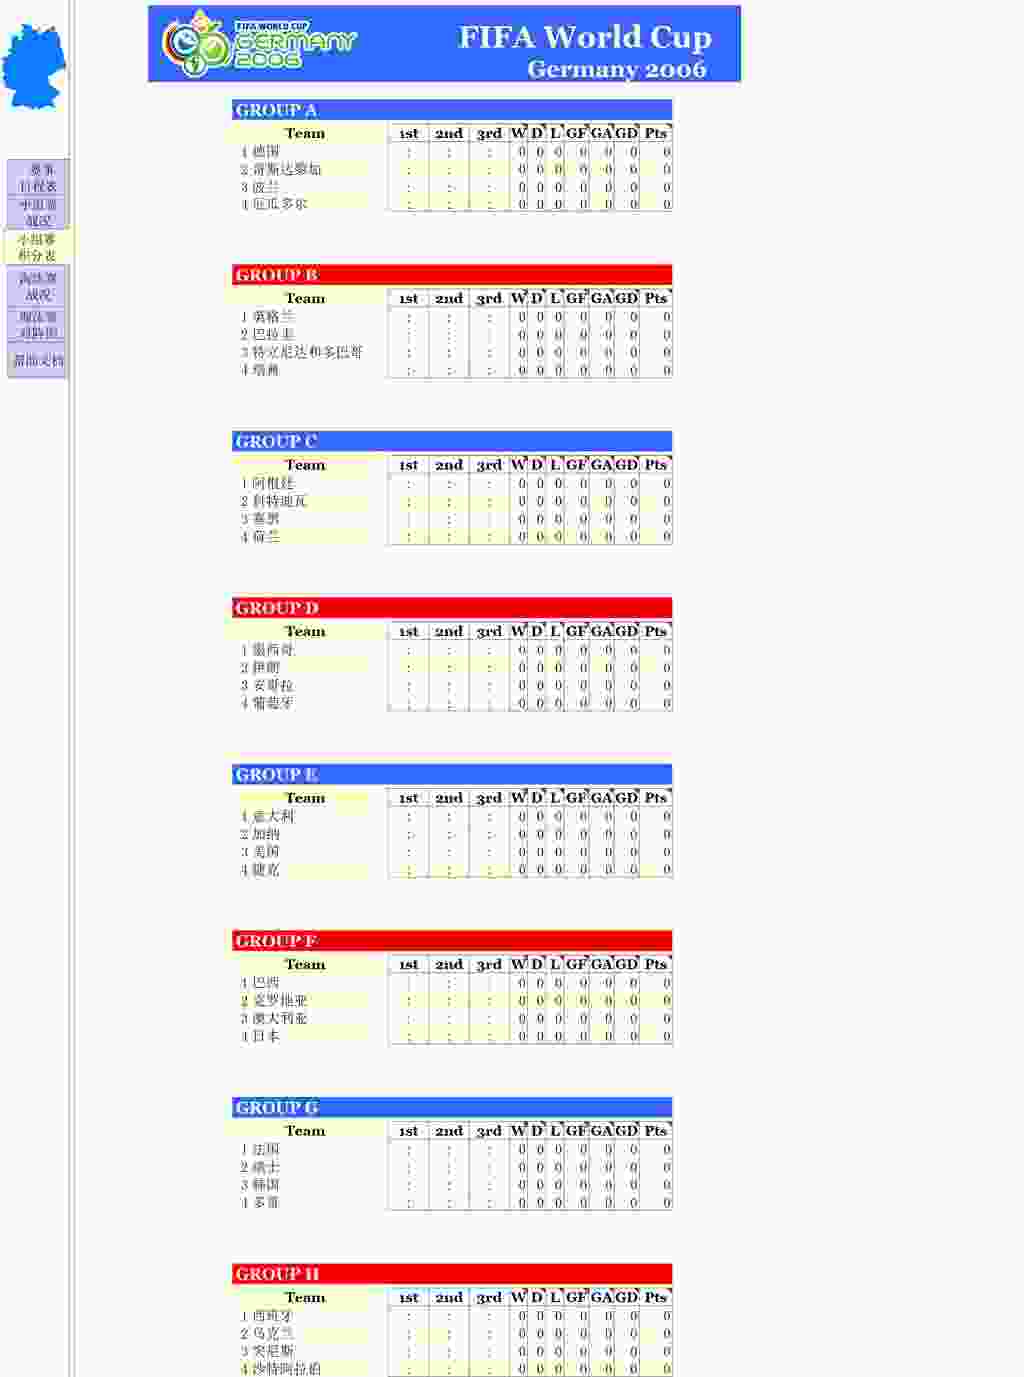 FIFA WORLD CUP
GERMANY
2006
FIFA World Cup
Germany 2006
赛事
日程表
小组赛
战况
小组赛
积分表
淘汰赛
战况
淘汰赛
对阵图
帮助文档
GROUP A
Team 1st 2nd 3rd W D L GF GA GD Pts
1 德国 : : : 0 0 0 0 0 0 0
2 哥斯达黎加 : : : 0 0 0 0 0 0 0
3 波兰 : : : 0 0 0 0 0 0 0
4 厄瓜多尔 : : : 0 0 0 0 0 0 0
GROUP B
Team 1st 2nd 3rd W D L GF GA GD Pts
1 英格兰 : : : 0 0 0 0 0 0 0
2 巴拉圭 : : : 0 0 0 0 0 0 0
3 特立尼达和多巴哥 : : : 0 0 0 0 0 0 0
4 瑞典 : : : 0 0 0 0 0 0 0
GROUP C
Team 1st 2nd 3rd W D L GF GA GD Pts
1 阿根廷 : : : 0 0 0 0 0 0 0
2 科特迪瓦 : : : 0 0 0 0 0 0 0
3 塞黑 : : : 0 0 0 0 0 0 0
4 荷兰 : : : 0 0 0 0 0 0 0
GROUP D
Team 1st 2nd 3rd W D L GF GA GD Pts
1 墨西哥 : : : 0 0 0 0 0 0 0
2 伊朗 : : : 0 0 0 0 0 0 0
3 安哥拉 : : : 0 0 0 0 0 0 0
4 葡萄牙 : : : 0 0 0 0 0 0 0
GROUP E
Team 1st 2nd 3rd W D L GF GA GD Pts
1 意大利 : : : 0 0 0 0 0 0 0
2 加纳 : : : 0 0 0 0 0 0 0
3 美国 : : : 0 0 0 0 0 0 0
4 捷克 : : : 0 0 0 0 0 0 0
GROUP F
Team 1st 2nd 3rd W D L GF GA GD Pts
1 巴西 : : : 0 0 0 0 0 0 0
2 克罗地亚 : : : 0 0 0 0 0 0 0
3 澳大利亚 : : : 0 0 0 0 0 0 0
4 日本 : : : 0 0 0 0 0 0 0
GROUP G
Team 1st 2nd 3rd W D L GF GA GD Pts
1 法国 : : : 0 0 0 0 0 0 0
2 瑞士 : : : 0 0 0 0 0 0 0
3 韩国 : : : 0 0 0 0 0 0 0
4 多哥 : : : 0 0 0 0 0 0 0
GROUP H
Team 1st 2nd 3rd W D L GF GA GD Pts
1 西班牙 : : : 0 0 0 0 0 0 0
2 乌克兰 : : : 0 0 0 0 0 0 0
3 突尼斯 : : : 0 0 0 0 0 0 0
4 沙特阿拉伯 : : : 0 0 0 0 0 0 0